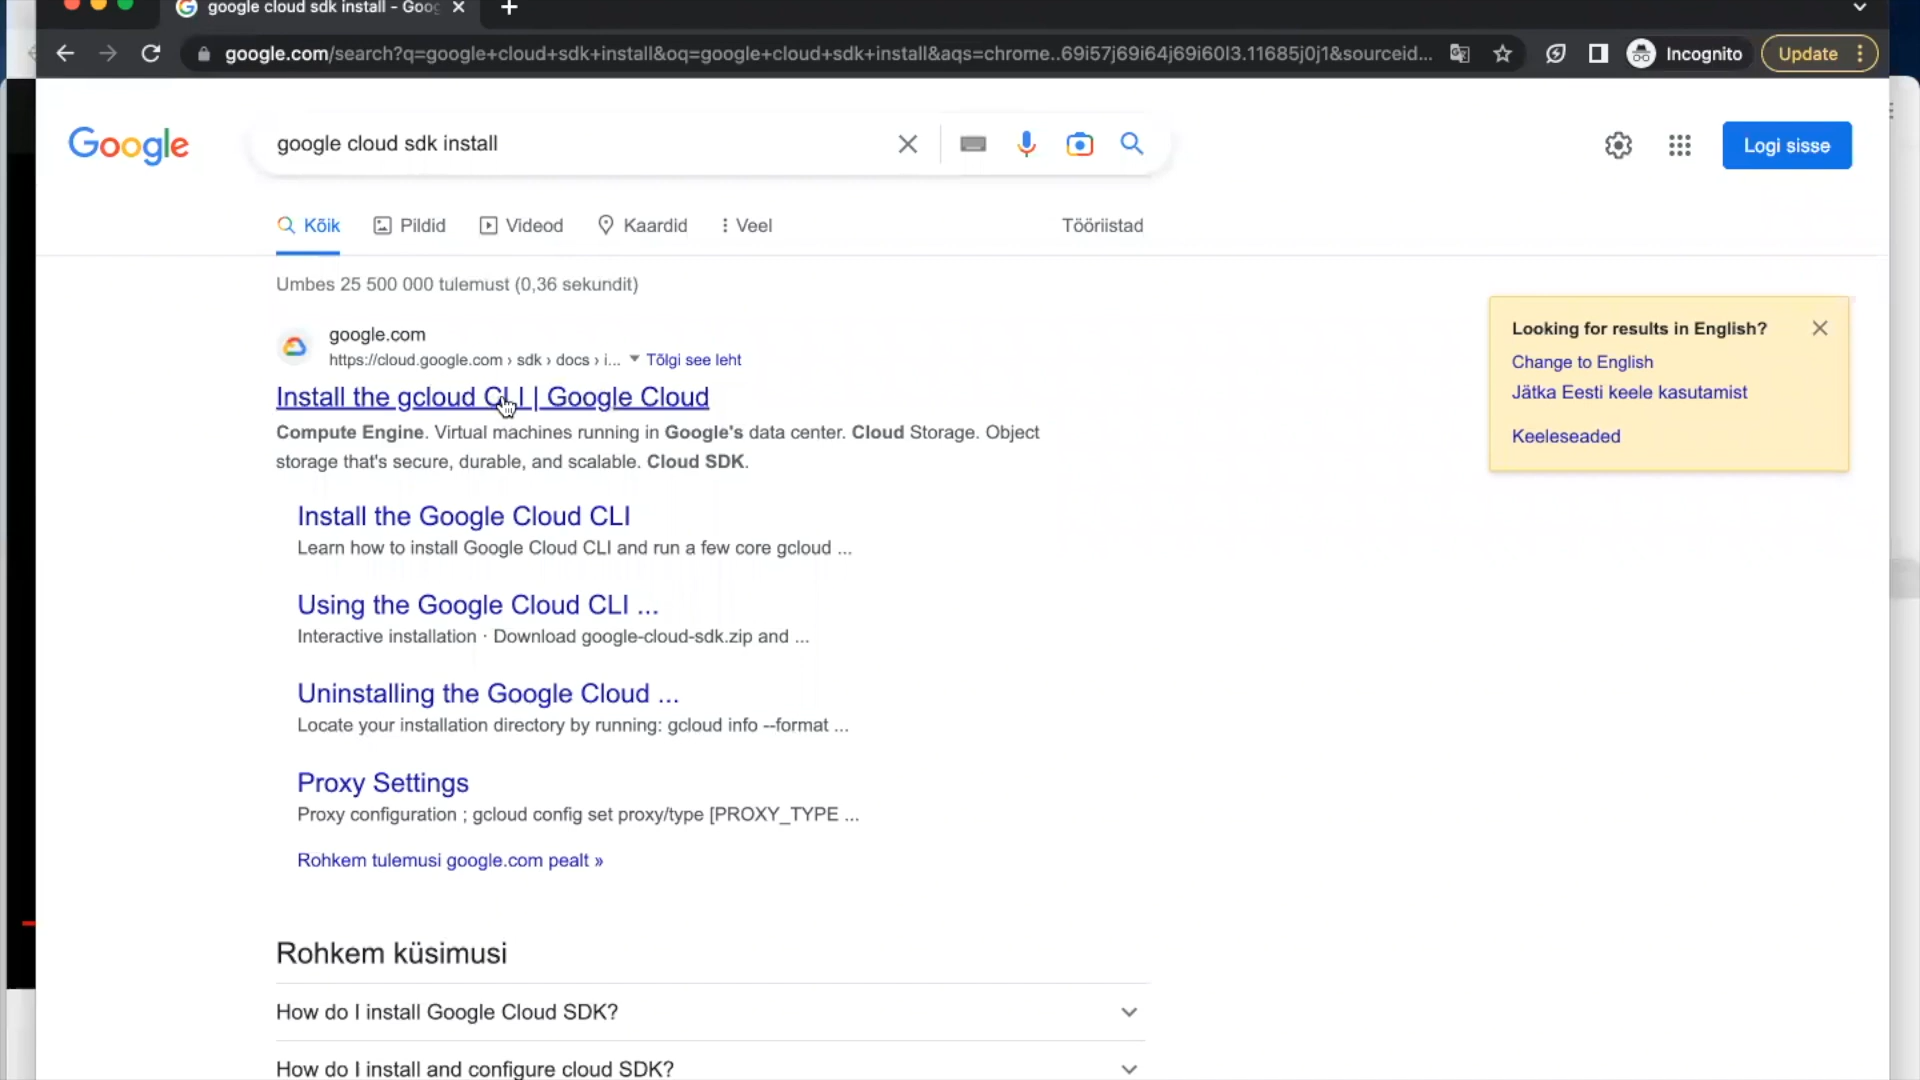 google cloud sdk install - Goog
google.com/search?q=google+cloud+sdk+install&oq=google+cloud+sdk+install&aqs=chrome..69i57j69i64j69i60l3.11685j0j1&sourceid...
Incognito
Update
Google
google cloud sdk install
Logi sisse
Kõik
Pildid
Videod
Kaardid
Veel
Tööriistad
Umbes 25 500 000 tulemust (0,36 sekundit)
google.com
https://cloud.google.com › sdk › docs › i...
Tõlgi see leht
Install the gcloud CLI | Google Cloud
Compute Engine. Virtual machines running in Google's data center. Cloud Storage. Object
storage that's secure, durable, and scalable. Cloud SDK.
Install the Google Cloud CLI
Learn how to install Google Cloud CLI and run a few core gcloud ...
Using the Google Cloud CLI ...
Interactive installation · Download google-cloud-sdk.zip and ...
Uninstalling the Google Cloud ...
Locate your installation directory by running: gcloud info --format ...
Proxy Settings
Proxy configuration ; gcloud config set proxy/type [PROXY_TYPE ...
Rohkem tulemusi google.com pealt »
Rohkem küsimusi
How do I install Google Cloud SDK?
How do I install and configure cloud SDK?
Looking for results in English?
Change to English
Jätka Eesti keele kasutamist
Keeleseaded